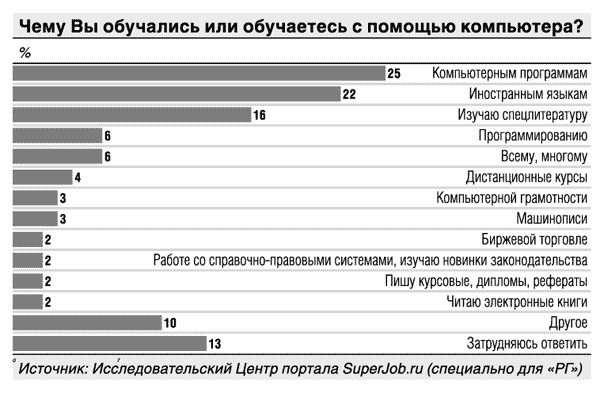 Чему Вы обучались или обучаетесь с помощью компьютера?
%
25 Компьютерным программам
22 Иностранным языкам
16 Изучаю спецлитературу
6 Программированию
6 Всему, многому
4 Дистанционные курсы
3 Компьютерной грамотности
3 Машинописи
2 Биржевой торговле
2 Работе со справочно-правовыми системами, изучаю новинки законодательства
2 Пишу курсовые, дипломы, рефераты
2 Читаю электронные книги
10 Другое
13 Затрудняюсь ответить
Источник: Исследовательский Центр портала SuperJob.ru (специально для «РГ»)